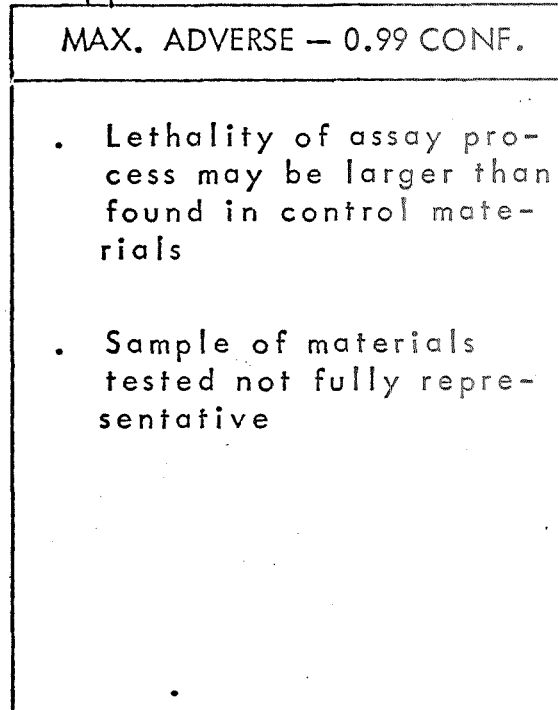 MAX. ADVERSE — 0.99 CONF.
. Lethality of assay pro-
cess may be larger than
found in control mate-
rials
. Sample of materials
tested not fully repre-
sentative